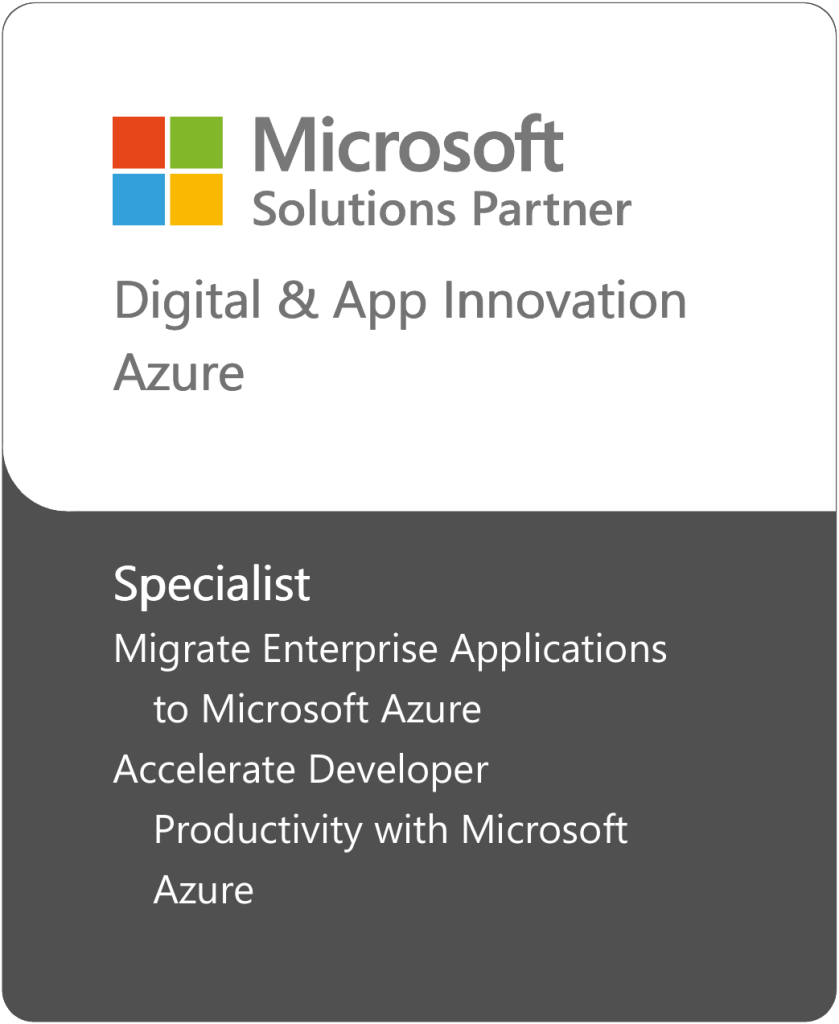 Microsoft
Solutions Partner
Digital & App Innovation
Azure
Specialist
Migrate Enterprise Applications
to Microsoft Azure
Accelerate Developer
Productivity with Microsoft
Azure